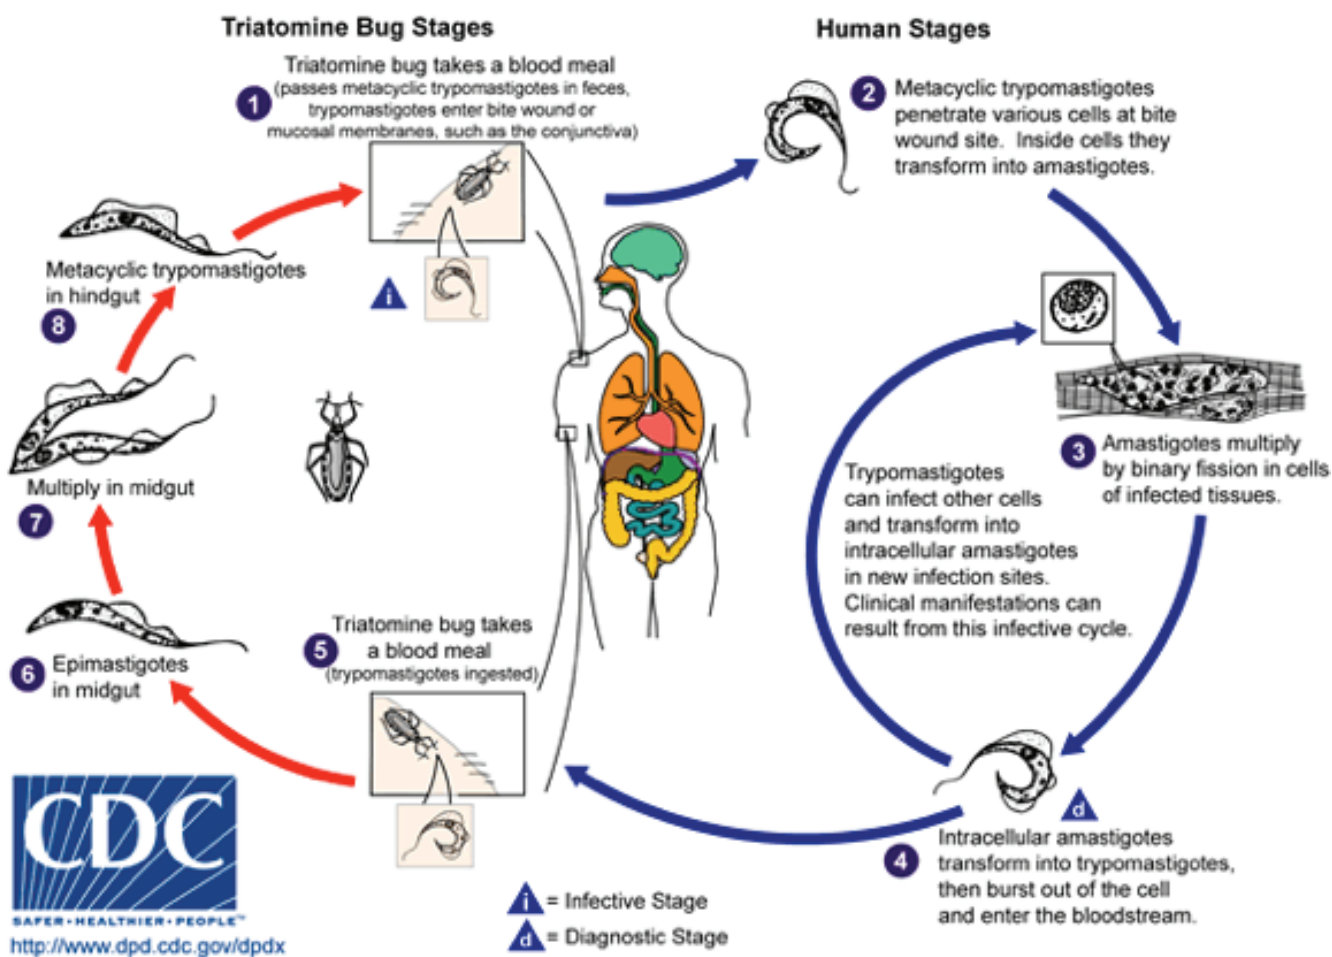 Triatomine Bug Stages
Human Stages
1
Triatomine bug takes a blood meal
(passes metacyclic trypomastigotes in feces,
trypomastigotes enter bite wound or
mucosal membranes, such as the conjunctiva)
i
2
Metacyclic trypomastigotes
penetrate various cells at bite
wound site. Inside cells they
transform into amastigotes.
3
Amastigotes multiply
by binary fission in cells
of infected tissues.
Trypomastigotes
can infect other cells
and transform into
intracellular amastigotes
in new infection sites.
Clinical manifestations can
result from this infective cycle.
d
4
Intracellular amastigotes
transform into trypomastigotes,
then burst out of the cell
and enter the bloodstream.
5
Triatomine bug takes
a blood meal
(trypomastigotes ingested)
6
Epimastigotes
in midgut
Multiply in midgut
7
Metacyclic trypomastigotes
in hindgut
8
i = Infective Stage
d = Diagnostic Stage
CDC
SAFER • HEALTHIER • PEOPLE™
http://www.dpd.cdc.gov/dpdx